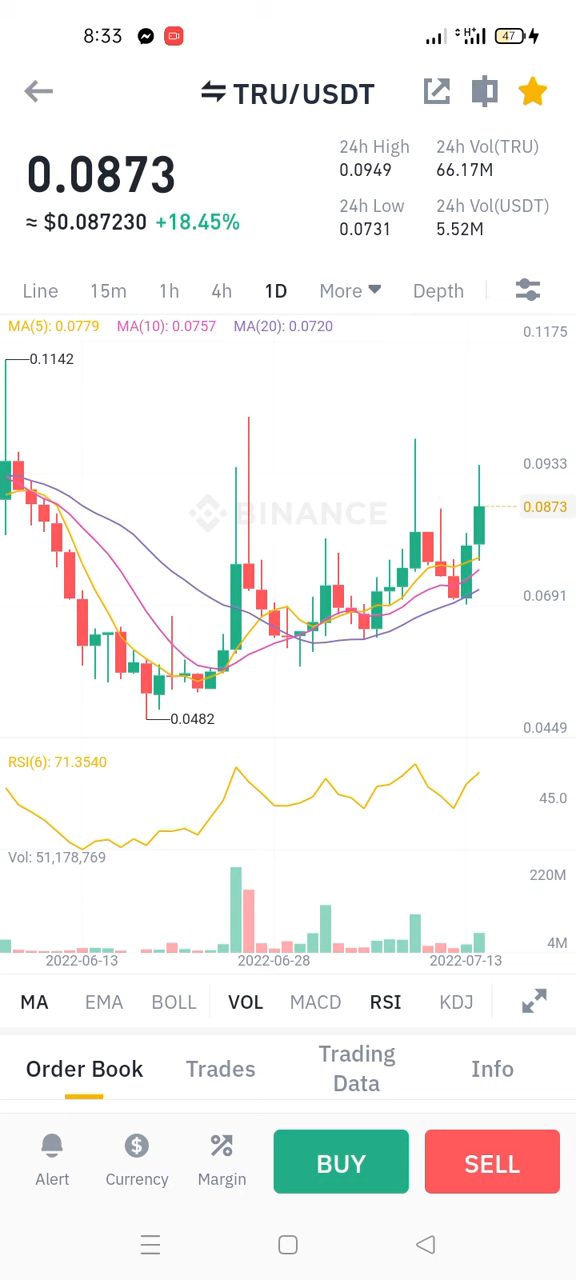 8:33
H+
47
TRU/USDT
0.0873
≈ $0.087230 +18.45%
24h High
0.0949
24h Vol(TRU)
66.17M
24h Low
0.0731
24h Vol(USDT)
5.52M
Line 15m 1h 4h 1D More Depth
MA(5): 0.0779 MA(10): 0.0757 MA(20): 0.0720
0.1175
0.1142
0.0933
BINANCE
0.0873
0.0691
0.0482
0.0449
RSI(6): 71.3540
45.0
Vol: 51,178,769
220M
4M
2022-06-13 2022-06-28 2022-07-13
MA EMA BOLL VOL MACD RSI KDJ
Order Book
Trades
Trading
Data
Info
Alert
Currency
Margin
BUY
SELL